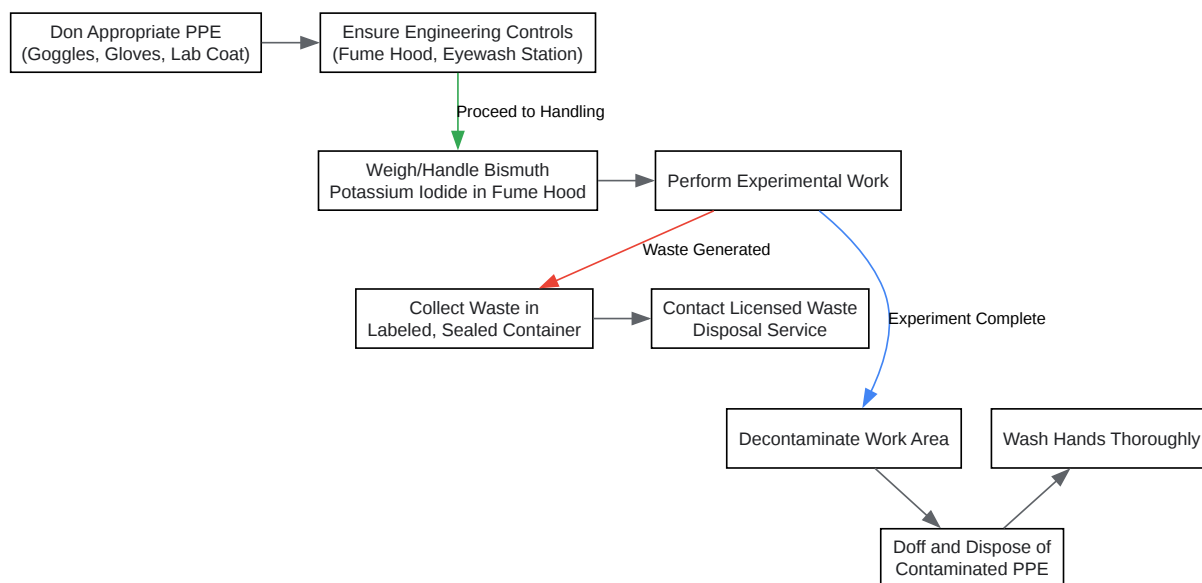 Don Appropriate PPE
(Goggles, Gloves, Lab Coat)
Ensure Engineering Controls
(Fume Hood, Eyewash Station)
Proceed to Handling
Weigh/Handle Bismuth
Potassium Iodide in Fume Hood
Perform Experimental Work
Waste Generated
Collect Waste in
Labeled, Sealed Container
Contact Licensed Waste
Disposal Service
Experiment Complete
Decontaminate Work Area
Wash Hands Thoroughly
Doff and Dispose of
Contaminated PPE